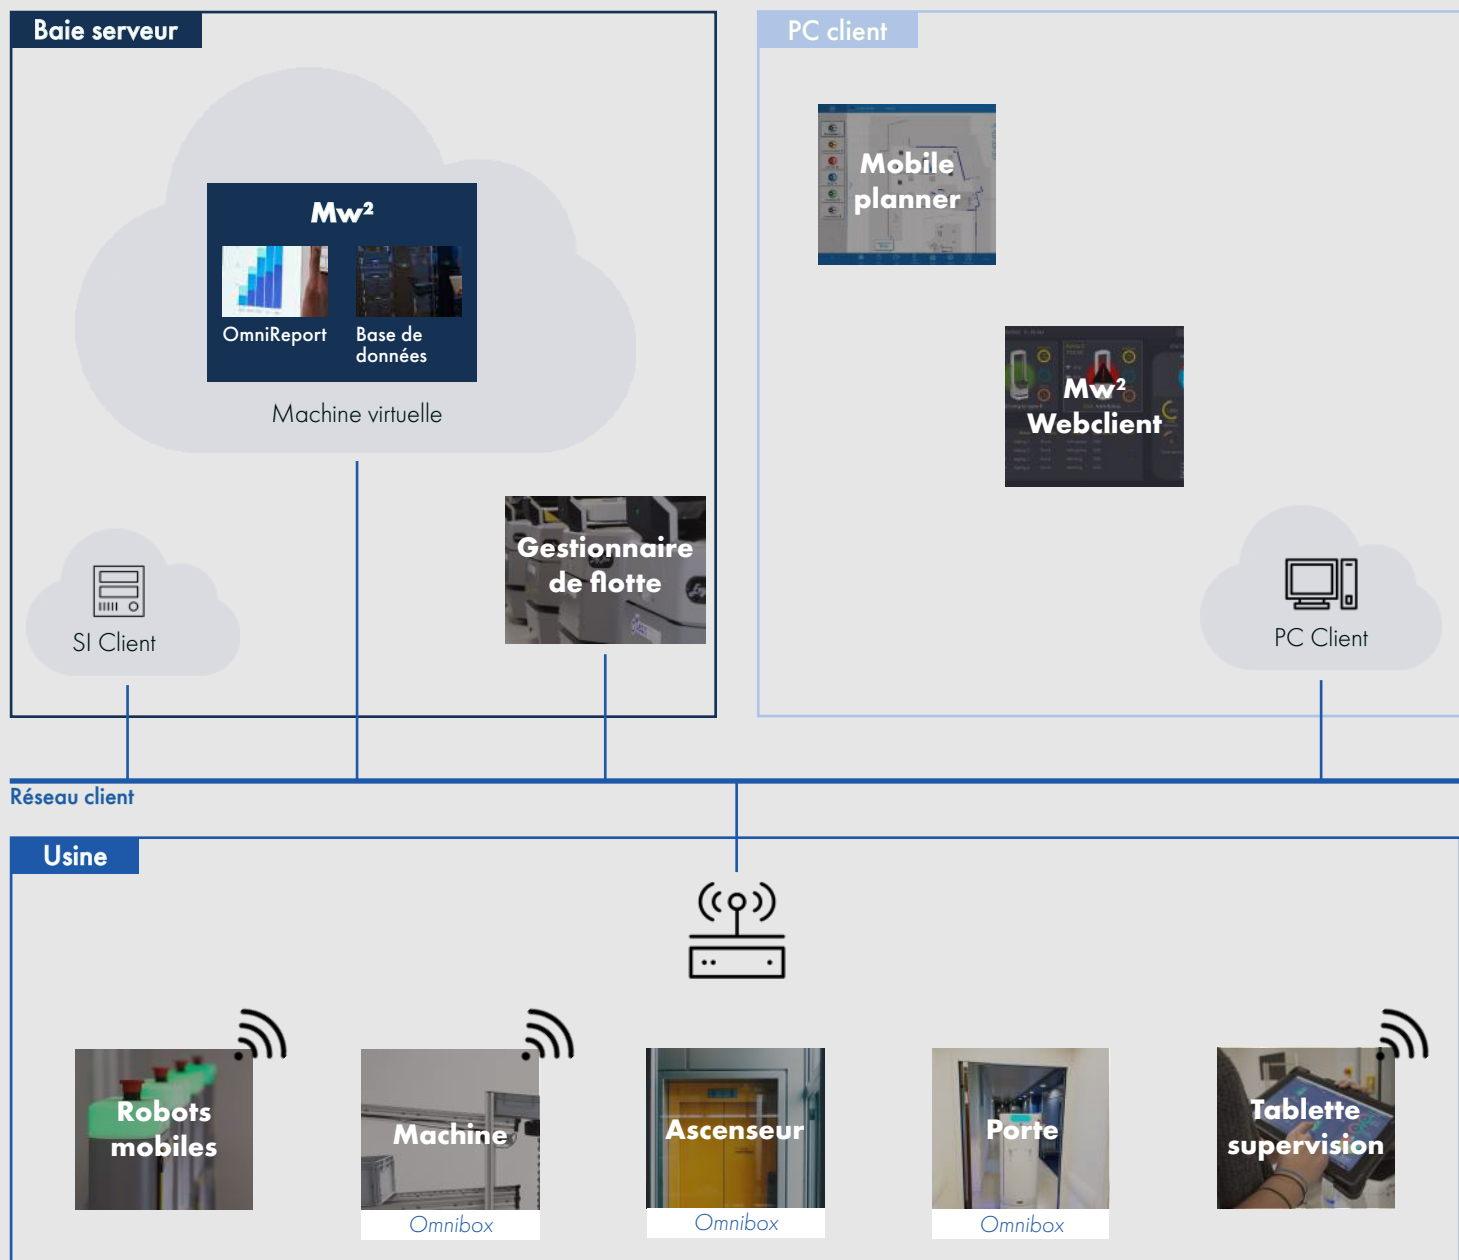 Baie serveur
PC client
Mw²
OmniReport
Base de
données
Machine virtuelle
Mobile
planner
Mw²
Webclient
Gestionnaire
de flotte
SI Client
PC Client
Réseau client
Usine
Robots
mobiles
Machine
Omnibox
Ascenseur
Omnibox
Porte
Omnibox
Tablette
supervision